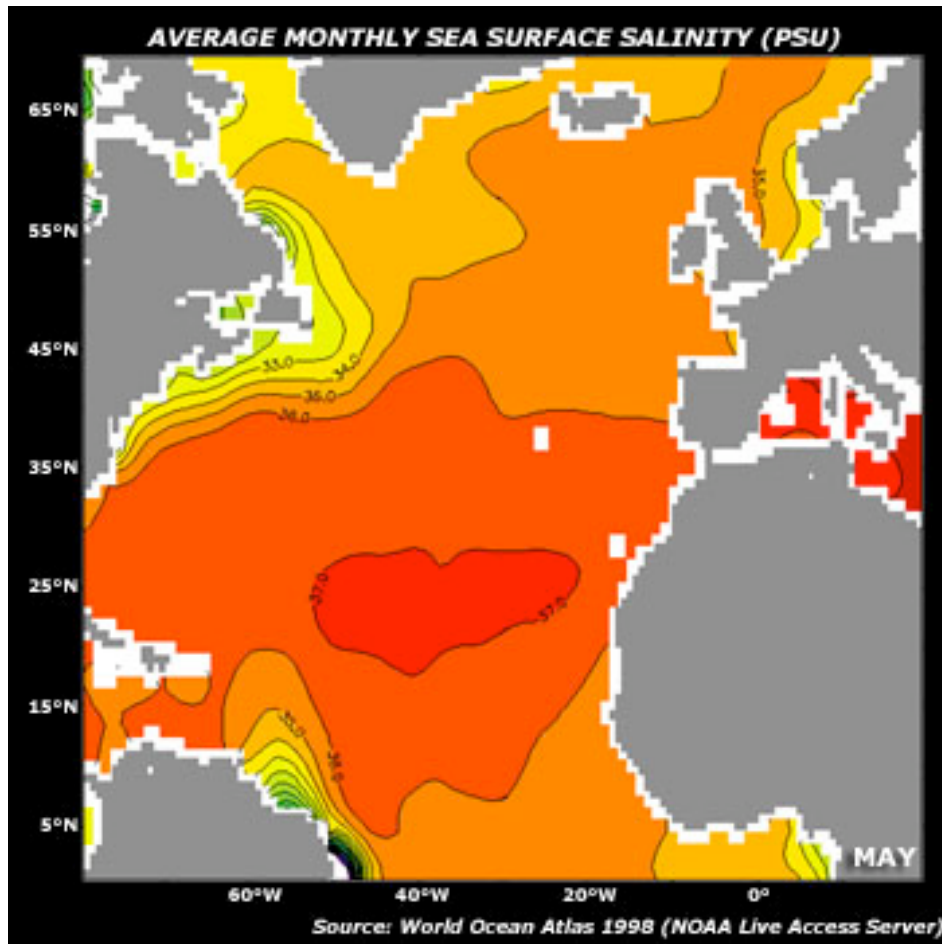 AVERAGE MONTHLY SEA SURFACE SALINITY (PSU)
65°N
35.0
55°N
45°N
33.0
34.0
36.0
36.0
35°N
25°N
37.0
37.0
15°N
35.0
36.0
5°N
MAY
60°W 40°W 20°W 0°
Source: World Ocean Atlas 1998 (NOAA Live Access Server)